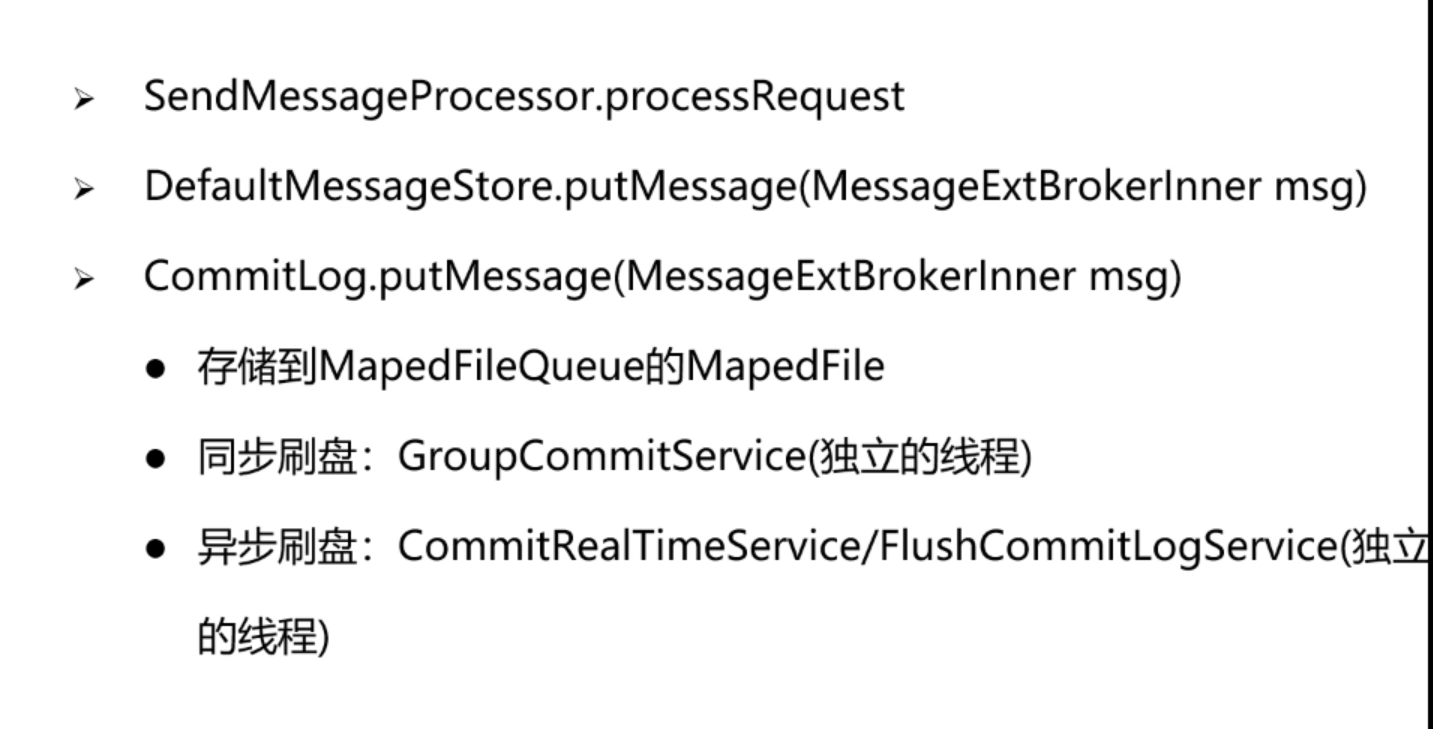 ➢ SendMessageProcessor.processRequest
➢ DefaultMessageStore.putMessage(MessageExtBrokerInner msg)
➢ CommitLog.putMessage(MessageExtBrokerInner msg)
● 存储到MapedFileQueue的MapedFile
● 同步刷盘：GroupCommitService(独立的线程)
● 异步刷盘：CommitRealTimeService/FlushCommitLogService(独立
的线程)